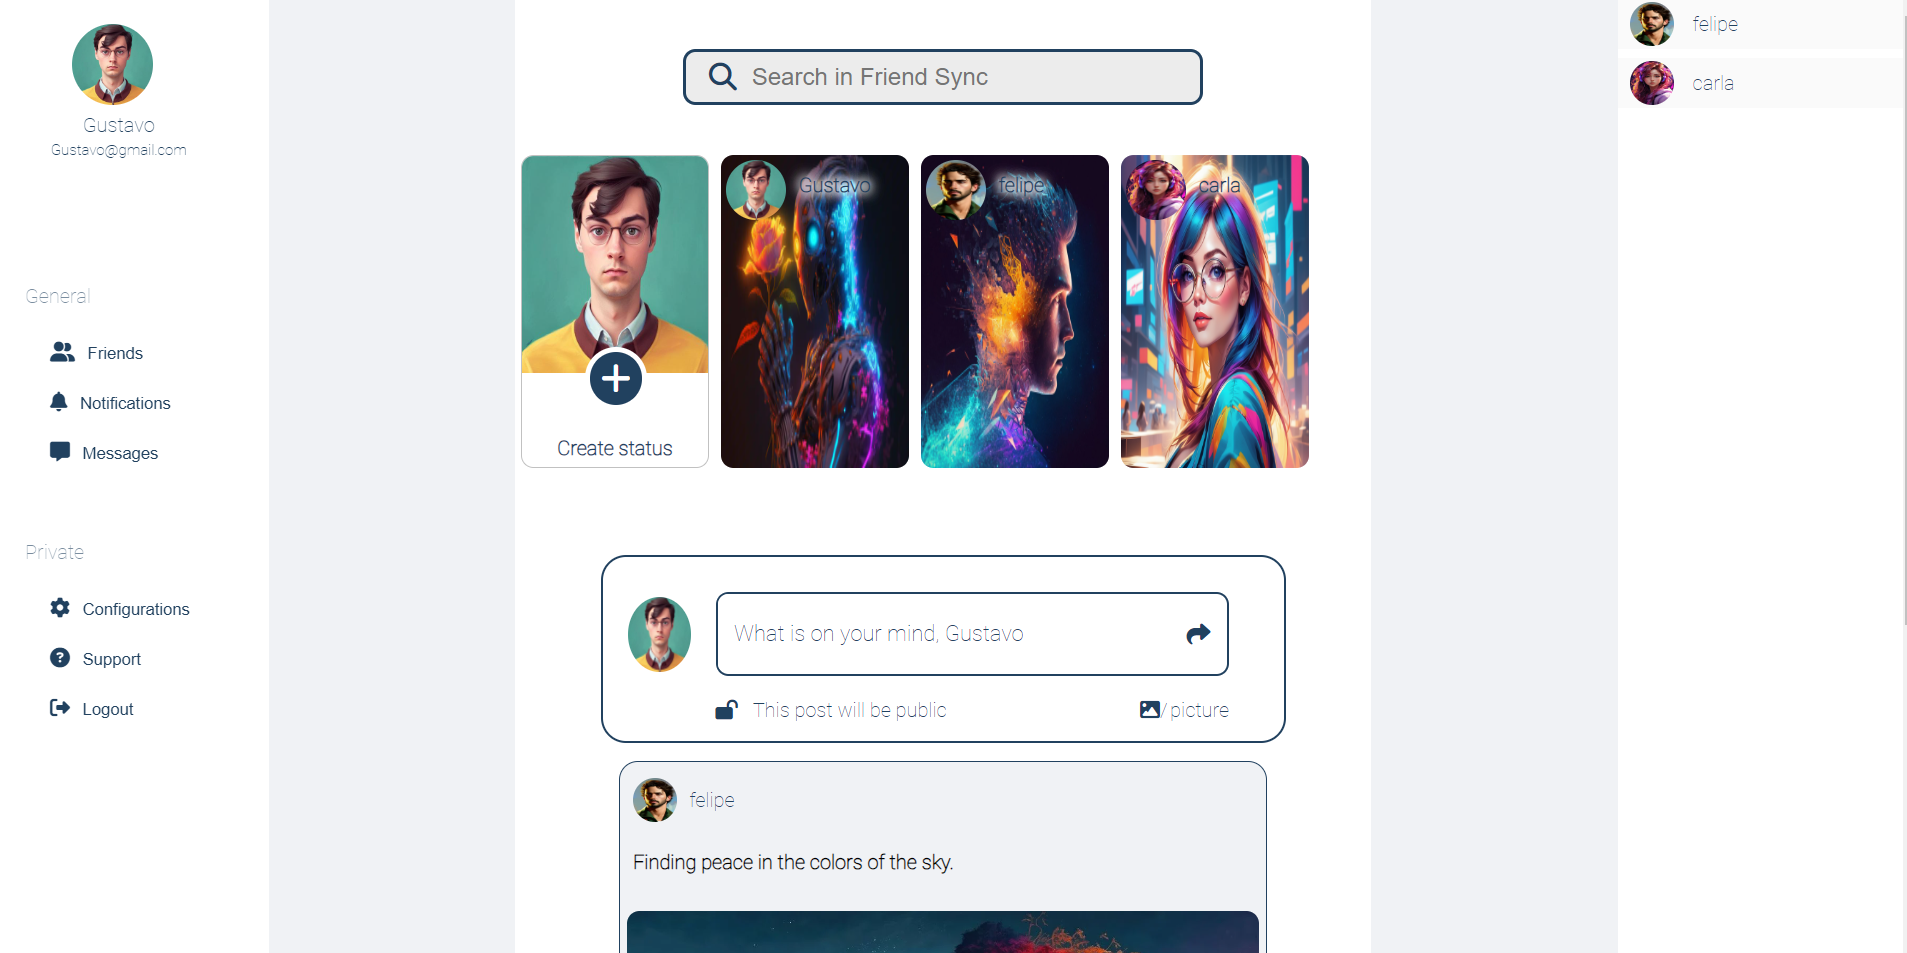 Gustavo
Gustavo@gmail.com
General
Friends
Notifications
Messages
Private
Configurations
Support
Logout
Search in Friend Sync
Create status
Gustavo
felipe
carla
What is on your mind, Gustavo
This post will be public
/ picture
felipe
Finding peace in the colors of the sky.
felipe
carla